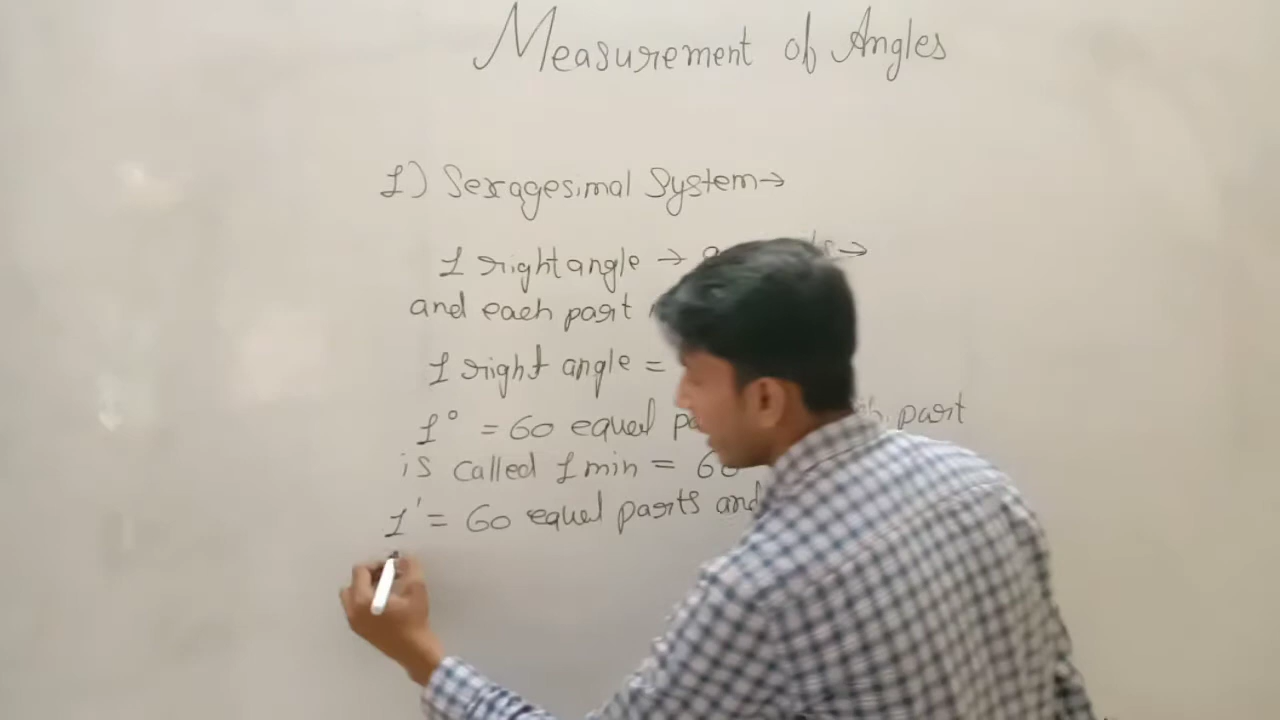 Measurement of Angles
1) Sexagesimal System→
1 right angle → →
and each part
1 right angle =
1° = 60 equal part
is called 1 min = 60
1' = 60 equal parts and